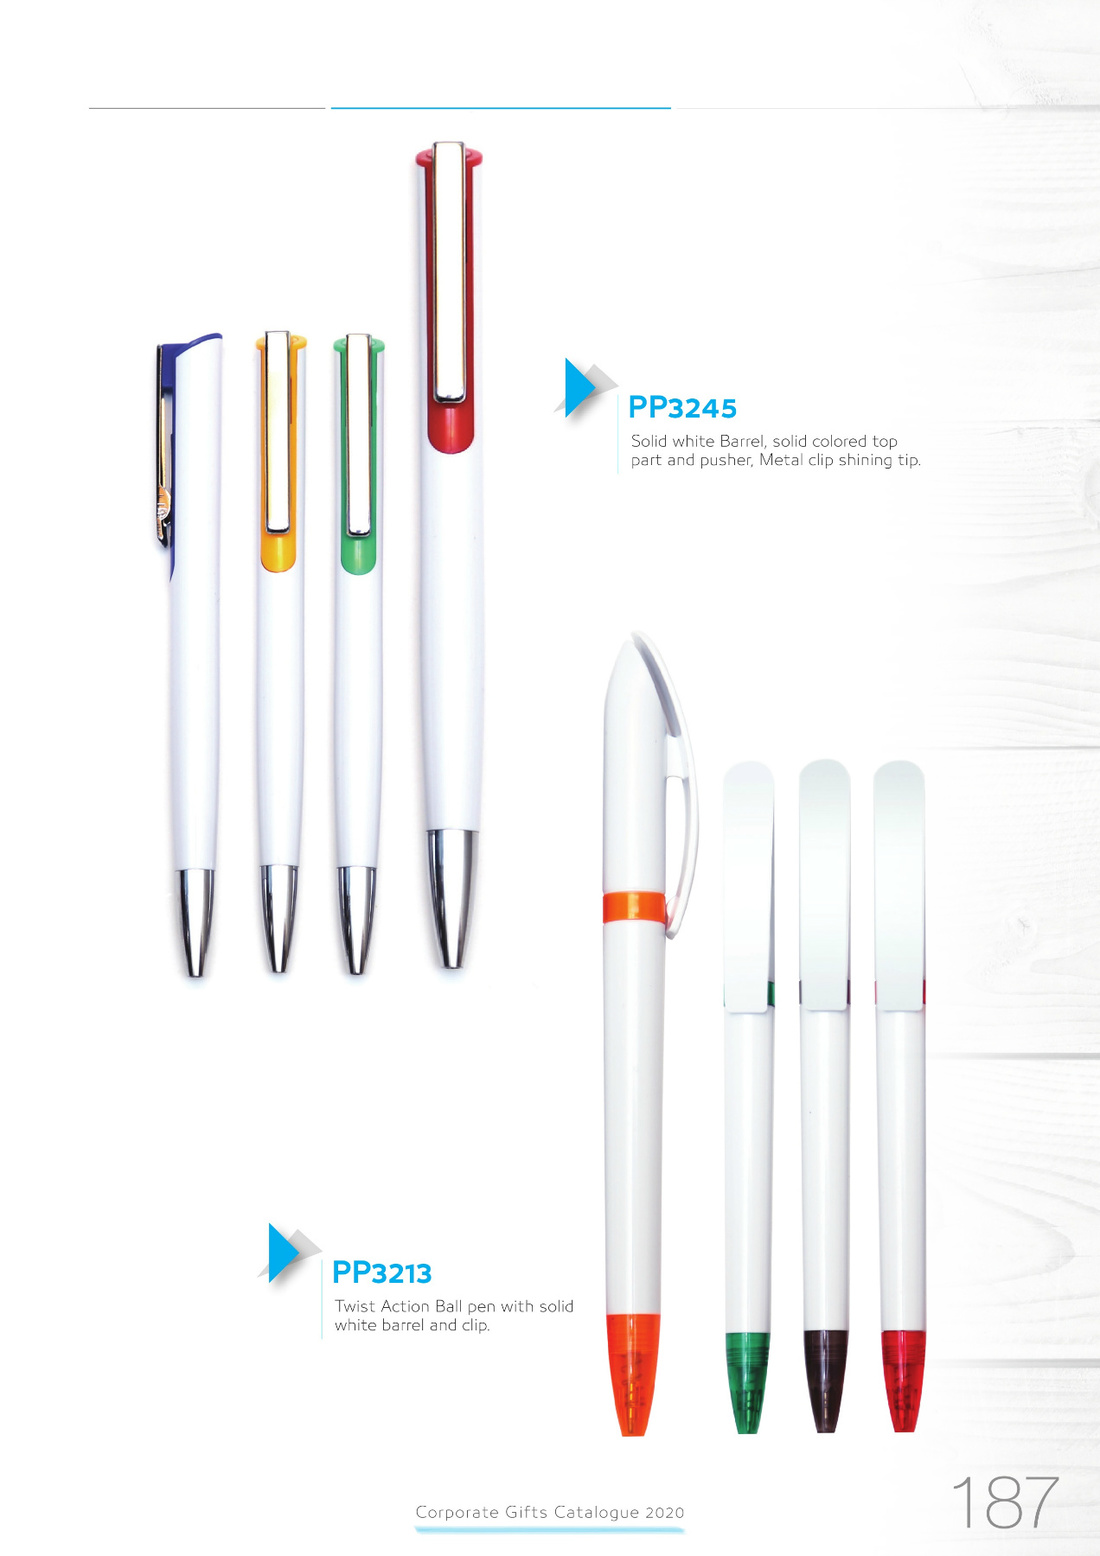 PP3245
Solid white Barrel, solid colored top
part and pusher, Metal clip shining tip.
PP3213
Twist Action Ball pen with solid
white barrel and clip.
Corporate Gifts Catalogue 2020
187